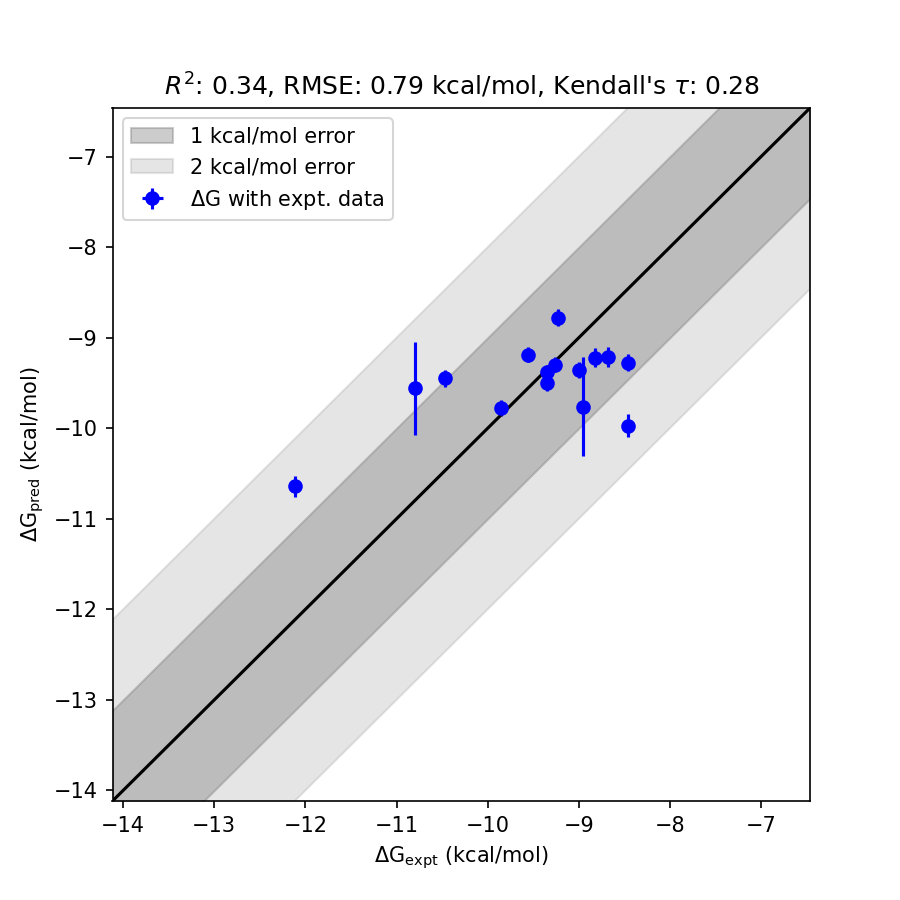 R²: 0.34, RMSE: 0.79 kcal/mol, Kendall's τ: 0.28
1 kcal/mol error
2 kcal/mol error
ΔG with expt. data
ΔG_pred (kcal/mol)
−7
−8
−9
−10
−11
−12
−13
−14
−14 −13 −12 −11 −10 −9 −8 −7
ΔG_expt (kcal/mol)